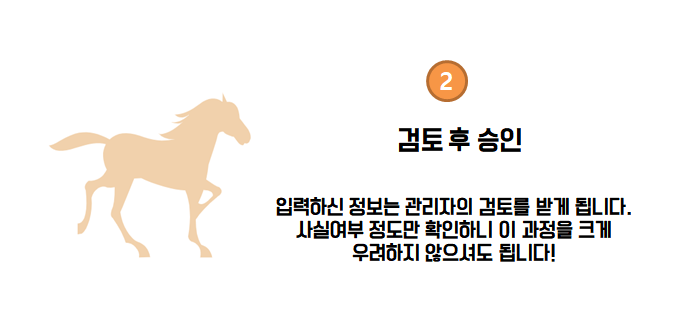 2
검토 후 승인
입력하신 정보는 관리자의 검토를 받게 됩니다.
사실여부 정도만 확인하니 이 과정을 크게
우려하지 않으셔도 됩니다!